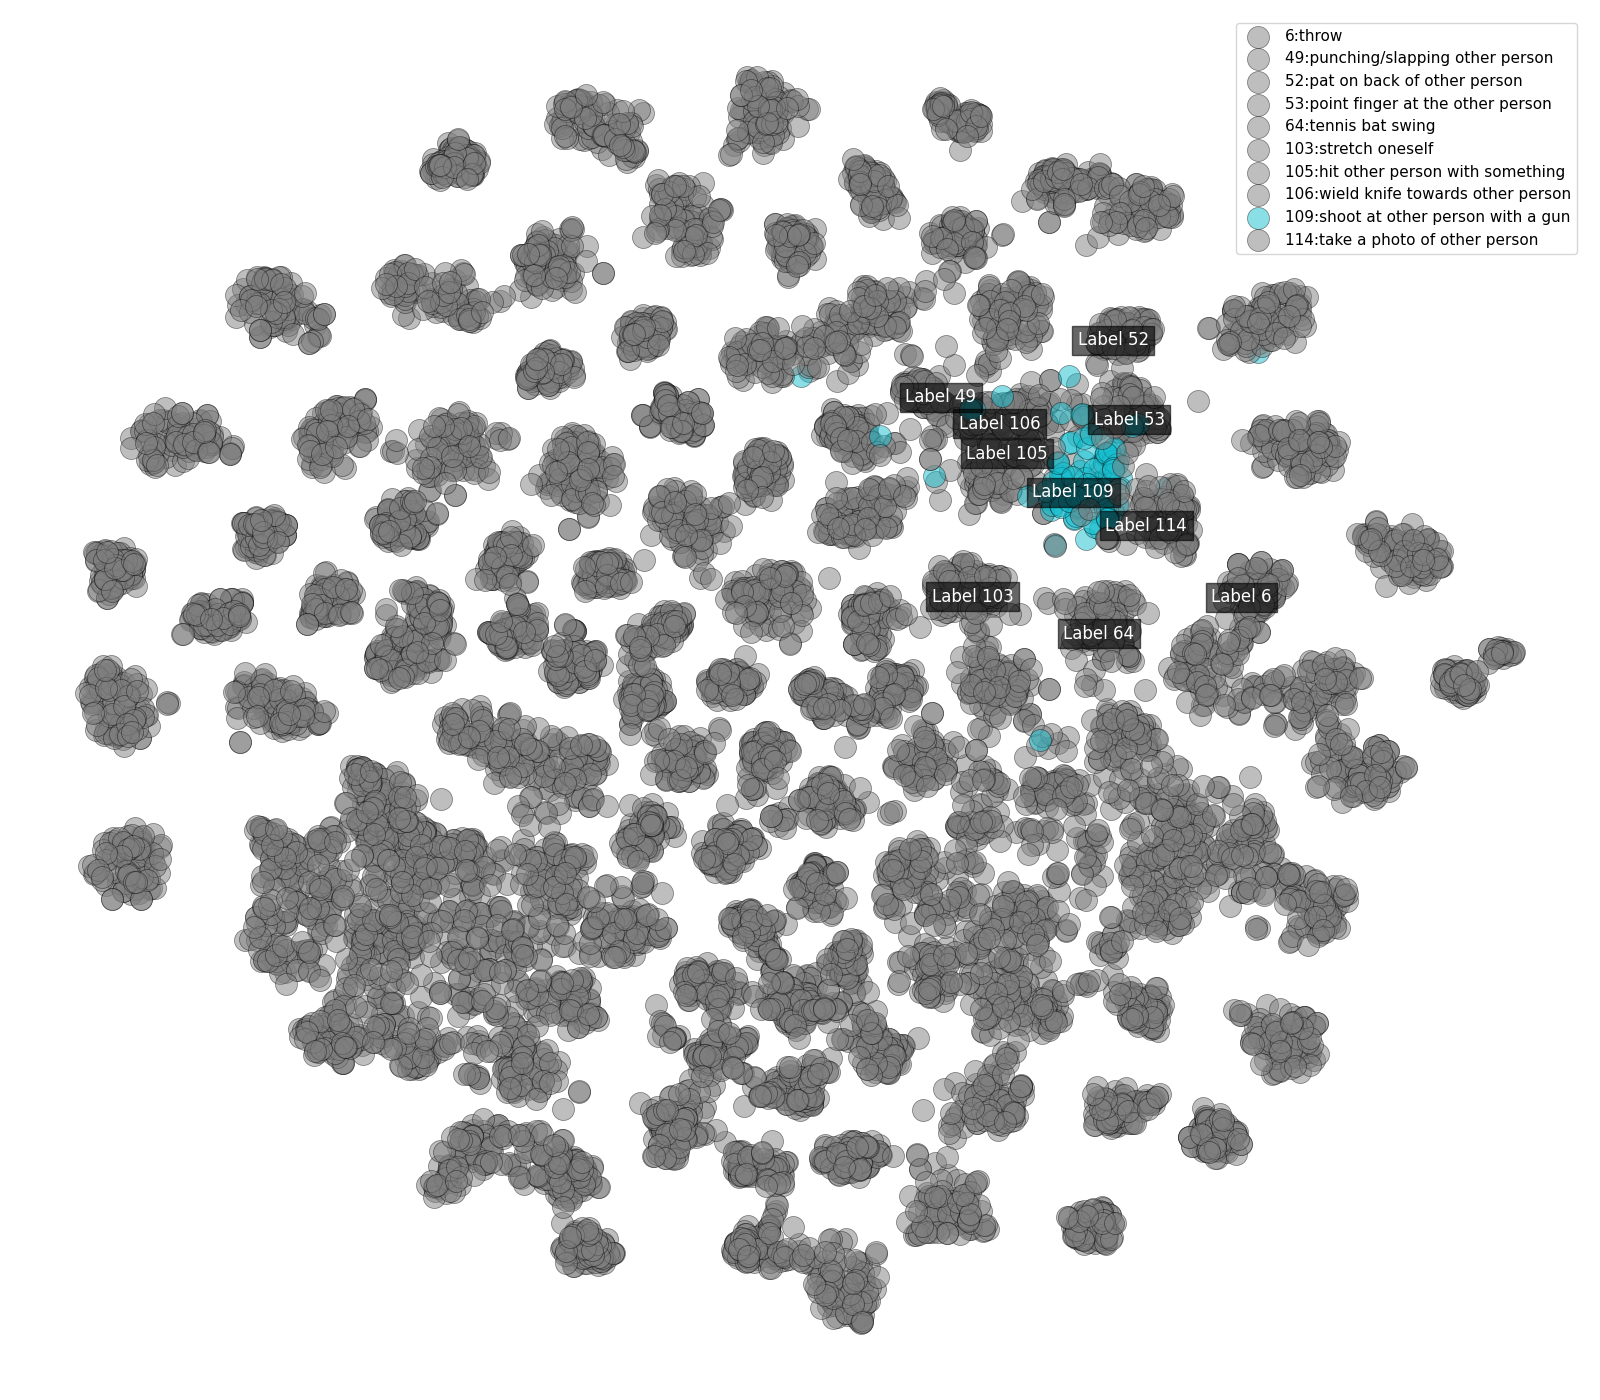 6:throw
49:punching/slapping other person
52:pat on back of other person
53:point finger at the other person
64:tennis bat swing
103:stretch oneself
105:hit other person with something
106:wield knife towards other person
109:shoot at other person with a gun
114:take a photo of other person
Label 52
Label 49
Label 53
Label 106
Label 105
Label 109
Label 114
Label 103
Label 6
Label 64